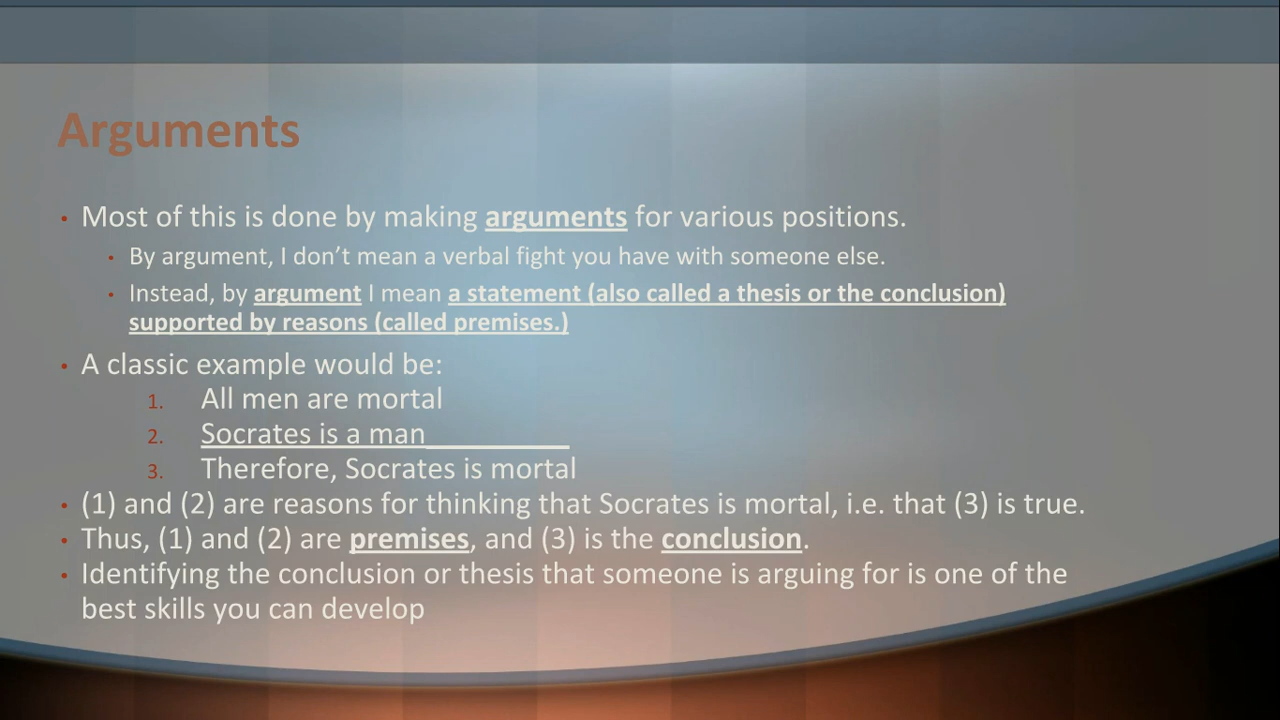 Arguments
• Most of this is done by making arguments for various positions.
• By argument, I don’t mean a verbal fight you have with someone else.
• Instead, by argument I mean a statement (also called a thesis or the conclusion)
supported by reasons (called premises.)
• A classic example would be:
1. All men are mortal
2. Socrates is a man__________
3. Therefore, Socrates is mortal
• (1) and (2) are reasons for thinking that Socrates is mortal, i.e. that (3) is true.
• Thus, (1) and (2) are premises, and (3) is the conclusion.
• Identifying the conclusion or thesis that someone is arguing for is one of the
best skills you can develop